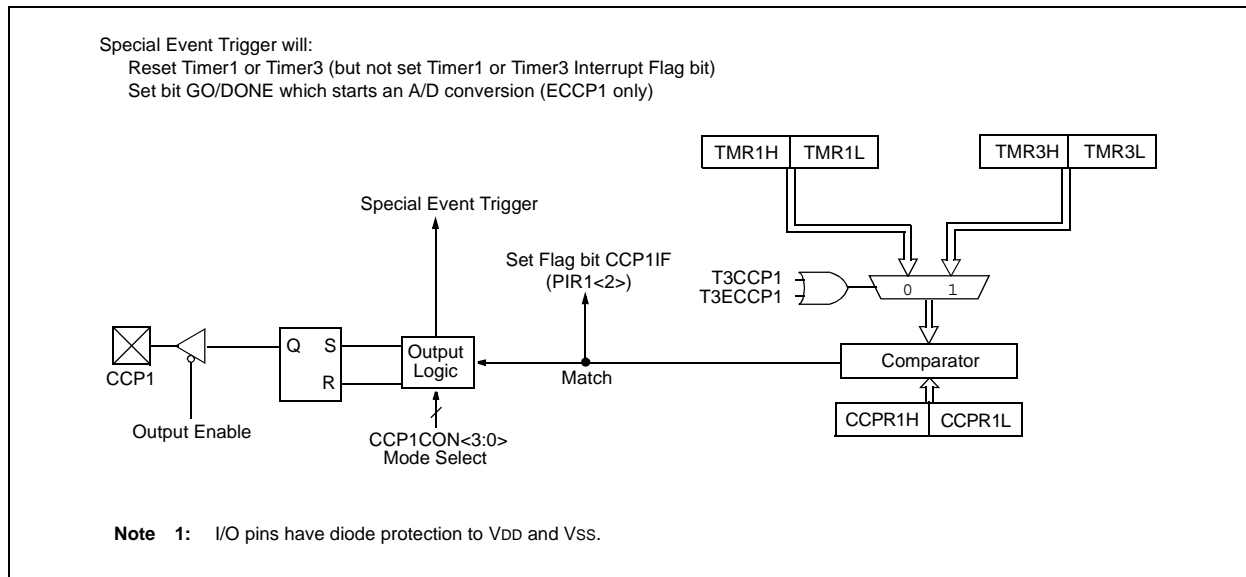 Special Event Trigger will:
Reset Timer1 or Timer3 (but not set Timer1 or Timer3 Interrupt Flag bit)
Set bit GO/DONE which starts an A/D conversion (ECCP1 only)
TMR1H TMR1L
TMR3H TMR3L
Special Event Trigger
Set Flag bit CCP1IF
(PIR1<2>)
T3CCP1
T3ECCP1
0 1
Q S
R
Output
Logic
Match
Comparator
CCP1
Output Enable
CCP1CON<3:0>
Mode Select
CCPR1H CCPR1L
Note 1: I/O pins have diode protection to VDD and VSS.